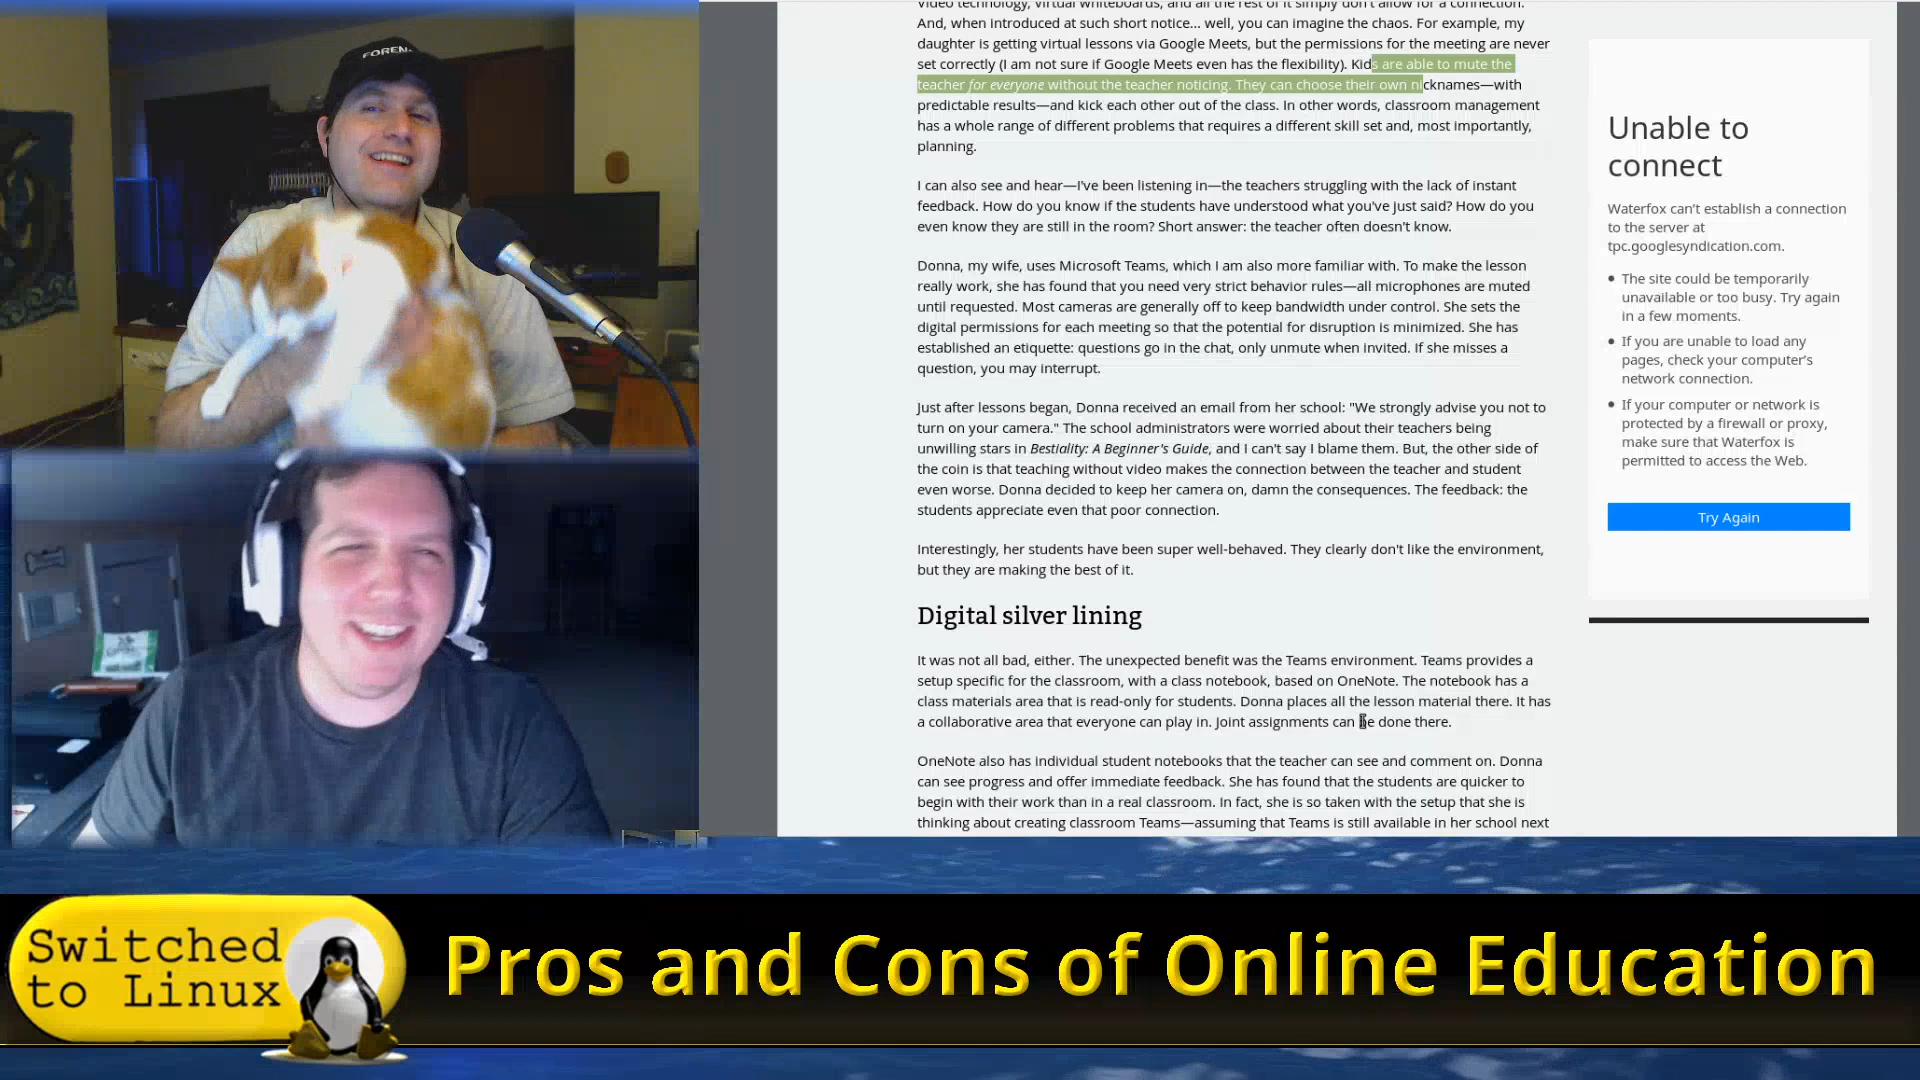 FOREN
video technology, virtual whiteboards, and all the rest of it simply don't allow for a connection.
And, when introduced at such short notice... well, you can imagine the chaos. For example, my
daughter is getting virtual lessons via Google Meets, but the permissions for the meeting are never
set correctly (I am not sure if Google Meets even has the flexibility). Kids are able to mute the
teacher for everyone without the teacher noticing. They can choose their own nicknames—with
predictable results—and kick each other out of the class. In other words, classroom management
has a whole range of different problems that requires a different skill set and, most importantly,
planning.
I can also see and hear—I've been listening in—the teachers struggling with the lack of instant
feedback. How do you know if the students have understood what you've just said? How do you
even know they are still in the room? Short answer: the teacher often doesn't know.
Donna, my wife, uses Microsoft Teams, which I am also more familiar with. To make the lesson
really work, she has found that you need very strict behavior rules—all microphones are muted
until requested. Most cameras are generally off to keep bandwidth under control. She sets the
digital permissions for each meeting so that the potential for disruption is minimized. She has
established an etiquette: questions go in the chat, only unmute when invited. If she misses a
question, you may interrupt.
Just after lessons began, Donna received an email from her school: "We strongly advise you not to
turn on your camera." The school administrators were worried about their teachers being
unwilling stars in Bestiality: A Beginner's Guide, and I can't say I blame them. But, the other side of
the coin is that teaching without video makes the connection between the teacher and student
even worse. Donna decided to keep her camera on, damn the consequences. The feedback: the
students appreciate even that poor connection.
Interestingly, her students have been super well-behaved. They clearly don't like the environment,
but they are making the best of it.
Digital silver lining
It was not all bad, either. The unexpected benefit was the Teams environment. Teams provides a
setup specific for the classroom, with a class notebook, based on OneNote. The notebook has a
class materials area that is read-only for students. Donna places all the lesson material there. It has
a collaborative area that everyone can play in. Joint assignments can be done there.
OneNote also has individual student notebooks that the teacher can see and comment on. Donna
can see progress and offer immediate feedback. She has found that the students are quicker to
begin with their work than in a real classroom. In fact, she is so taken with the setup that she is
thinking about creating classroom Teams—assuming that Teams is still available in her school next
Unable to
connect
Waterfox can't establish a connection
to the server at
tpc.googlesyndication.com.
The site could be temporarily
unavailable or too busy. Try again
in a few moments.
If you are unable to load any
pages, check your computer's
network connection.
If your computer or network is
protected by a firewall or proxy,
make sure that Waterfox is
permitted to access the Web.
Try Again
Switched
to Linux
Pros and Cons of Online Education